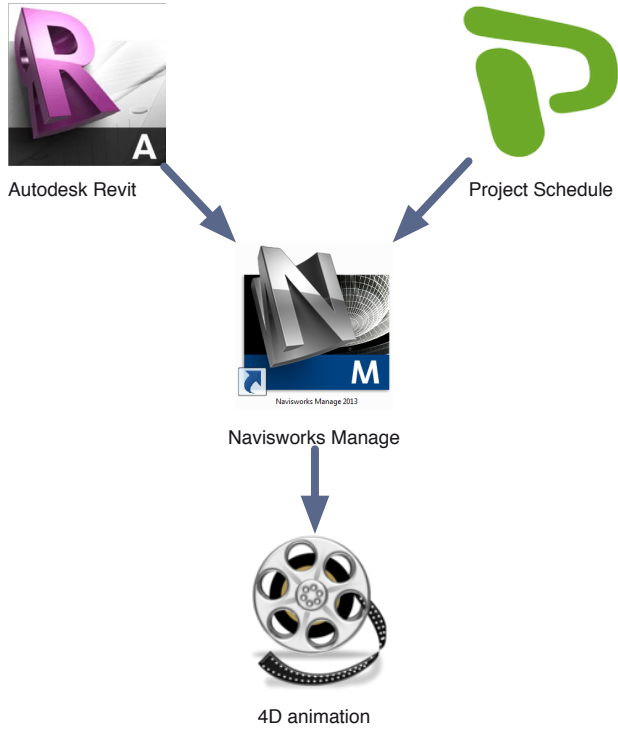 R
A
Autodesk Revit
Project Schedule
N
M
Navisworks Manage 2013
Navisworks Manage
4D animation